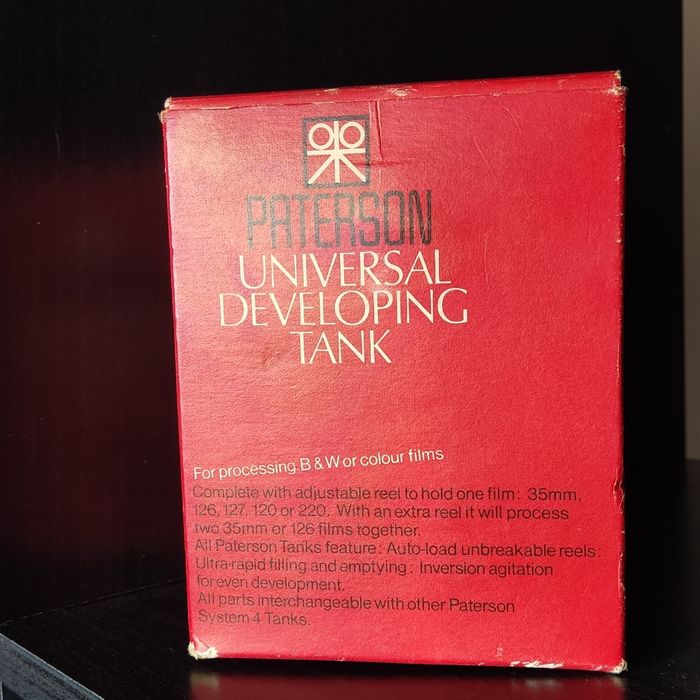 PATERSON
UNIVERSAL
DEVELOPING
TANK
For processing B & W or colour films
Complete with adjustable reel to hold one film: 35mm,
126, 127, 120 or 220. With an extra reel it will process
two 35mm or 126 films together.
All Paterson Tanks feature: Auto-load unbreakable reels:
Ultra-rapid filling and emptying: Inversion agitation
for even development.
All parts interchangeable with other Paterson
System 4 Tanks.